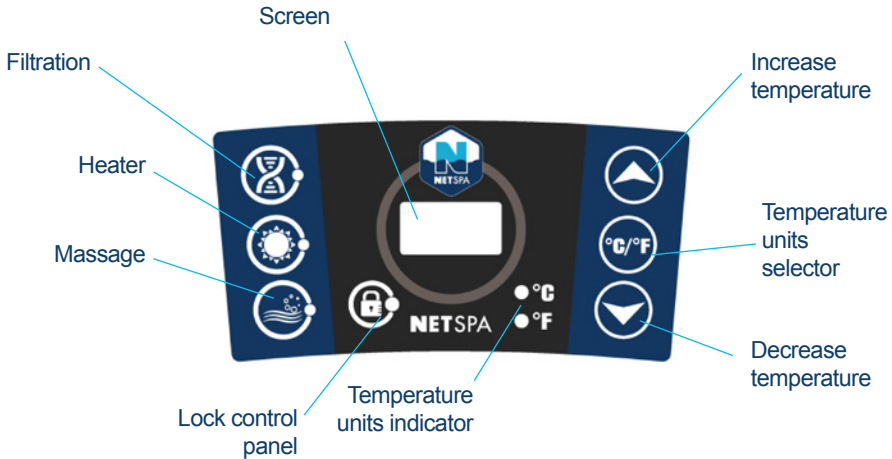 Screen
Filtration
Increase
temperature
Heater
NETSPA
Temperature
units
selector
°C/°F
Massage
°C
NETSPA
°F
Decrease
temperature
Temperature
units indicator
Lock control
panel